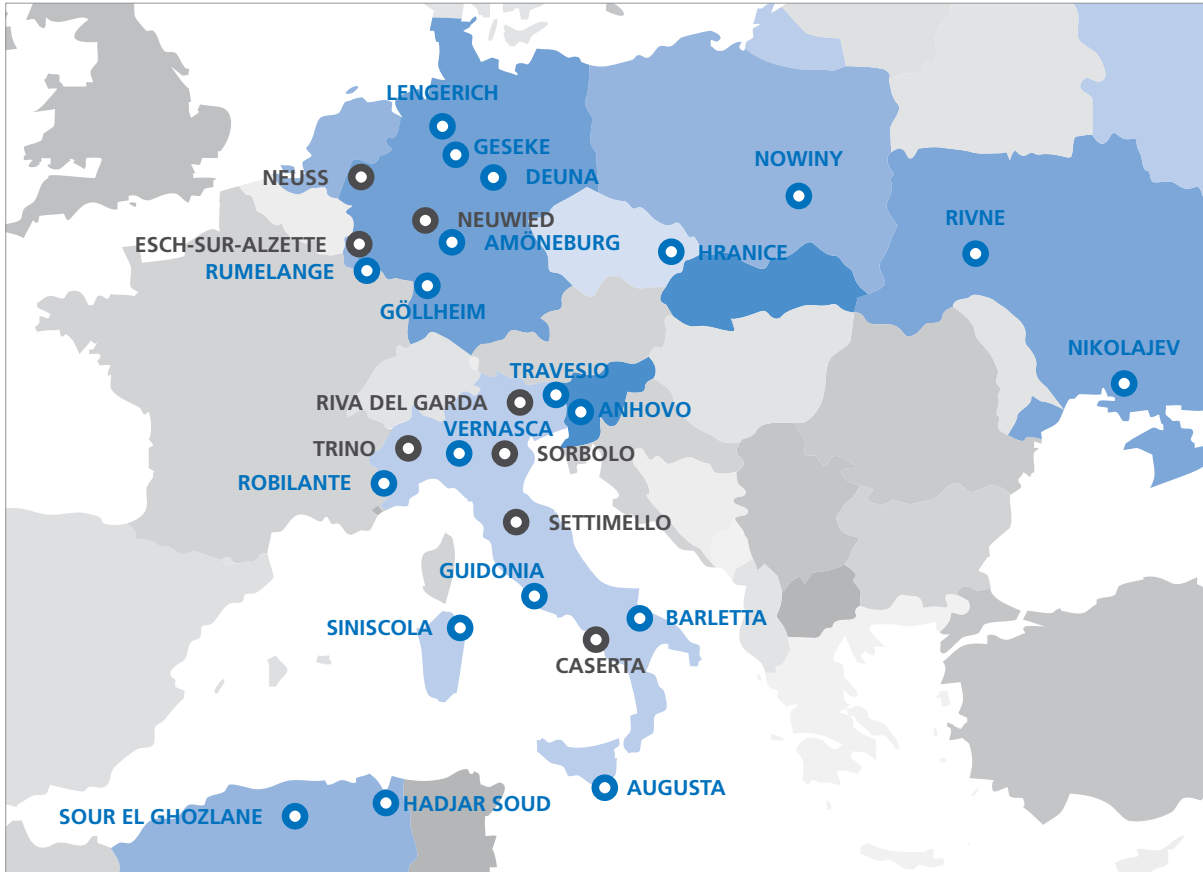 LENGERICH
GESEKE
NEUSS
DEUNA
NOWINY
NEUWIED
RIVNE
ESCH-SUR-ALZETTE
AMÖNEBURG
HRANICE
RUMELANGE
GÖLLHEIM
NIKOLAJEV
TRAVESIO
RIVA DEL GARDA
ANHOVO
VERNASCA
TRINO
SORBOLO
ROBILANTE
SETTIMELLO
GUIDONIA
SINISCOLA
BARLETTA
CASERTA
AUGUSTA
HADJAR SOUD
SOUR EL GHOZLANE